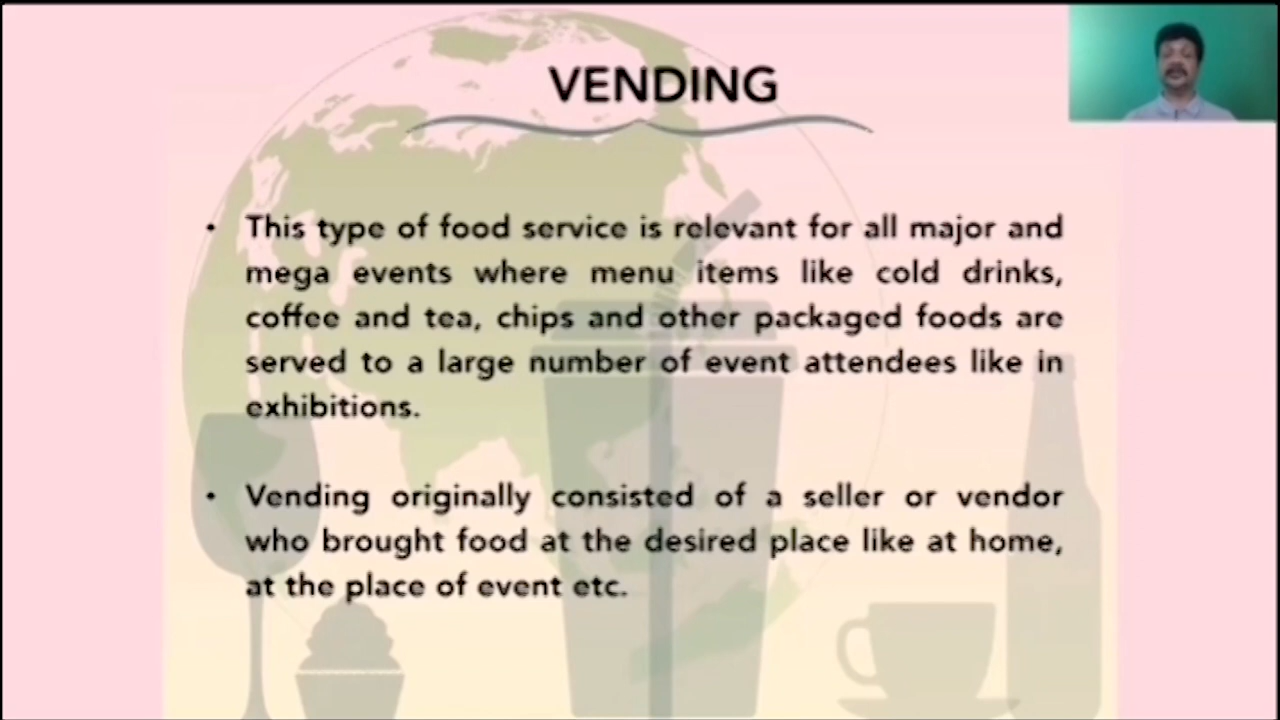 VENDING
• This type of food service is relevant for all major and
mega events where menu items like cold drinks,
coffee and tea, chips and other packaged foods are
served to a large number of event attendees like in
exhibitions.
• Vending originally consisted of a seller or vendor
who brought food at the desired place like at home,
at the place of event etc.